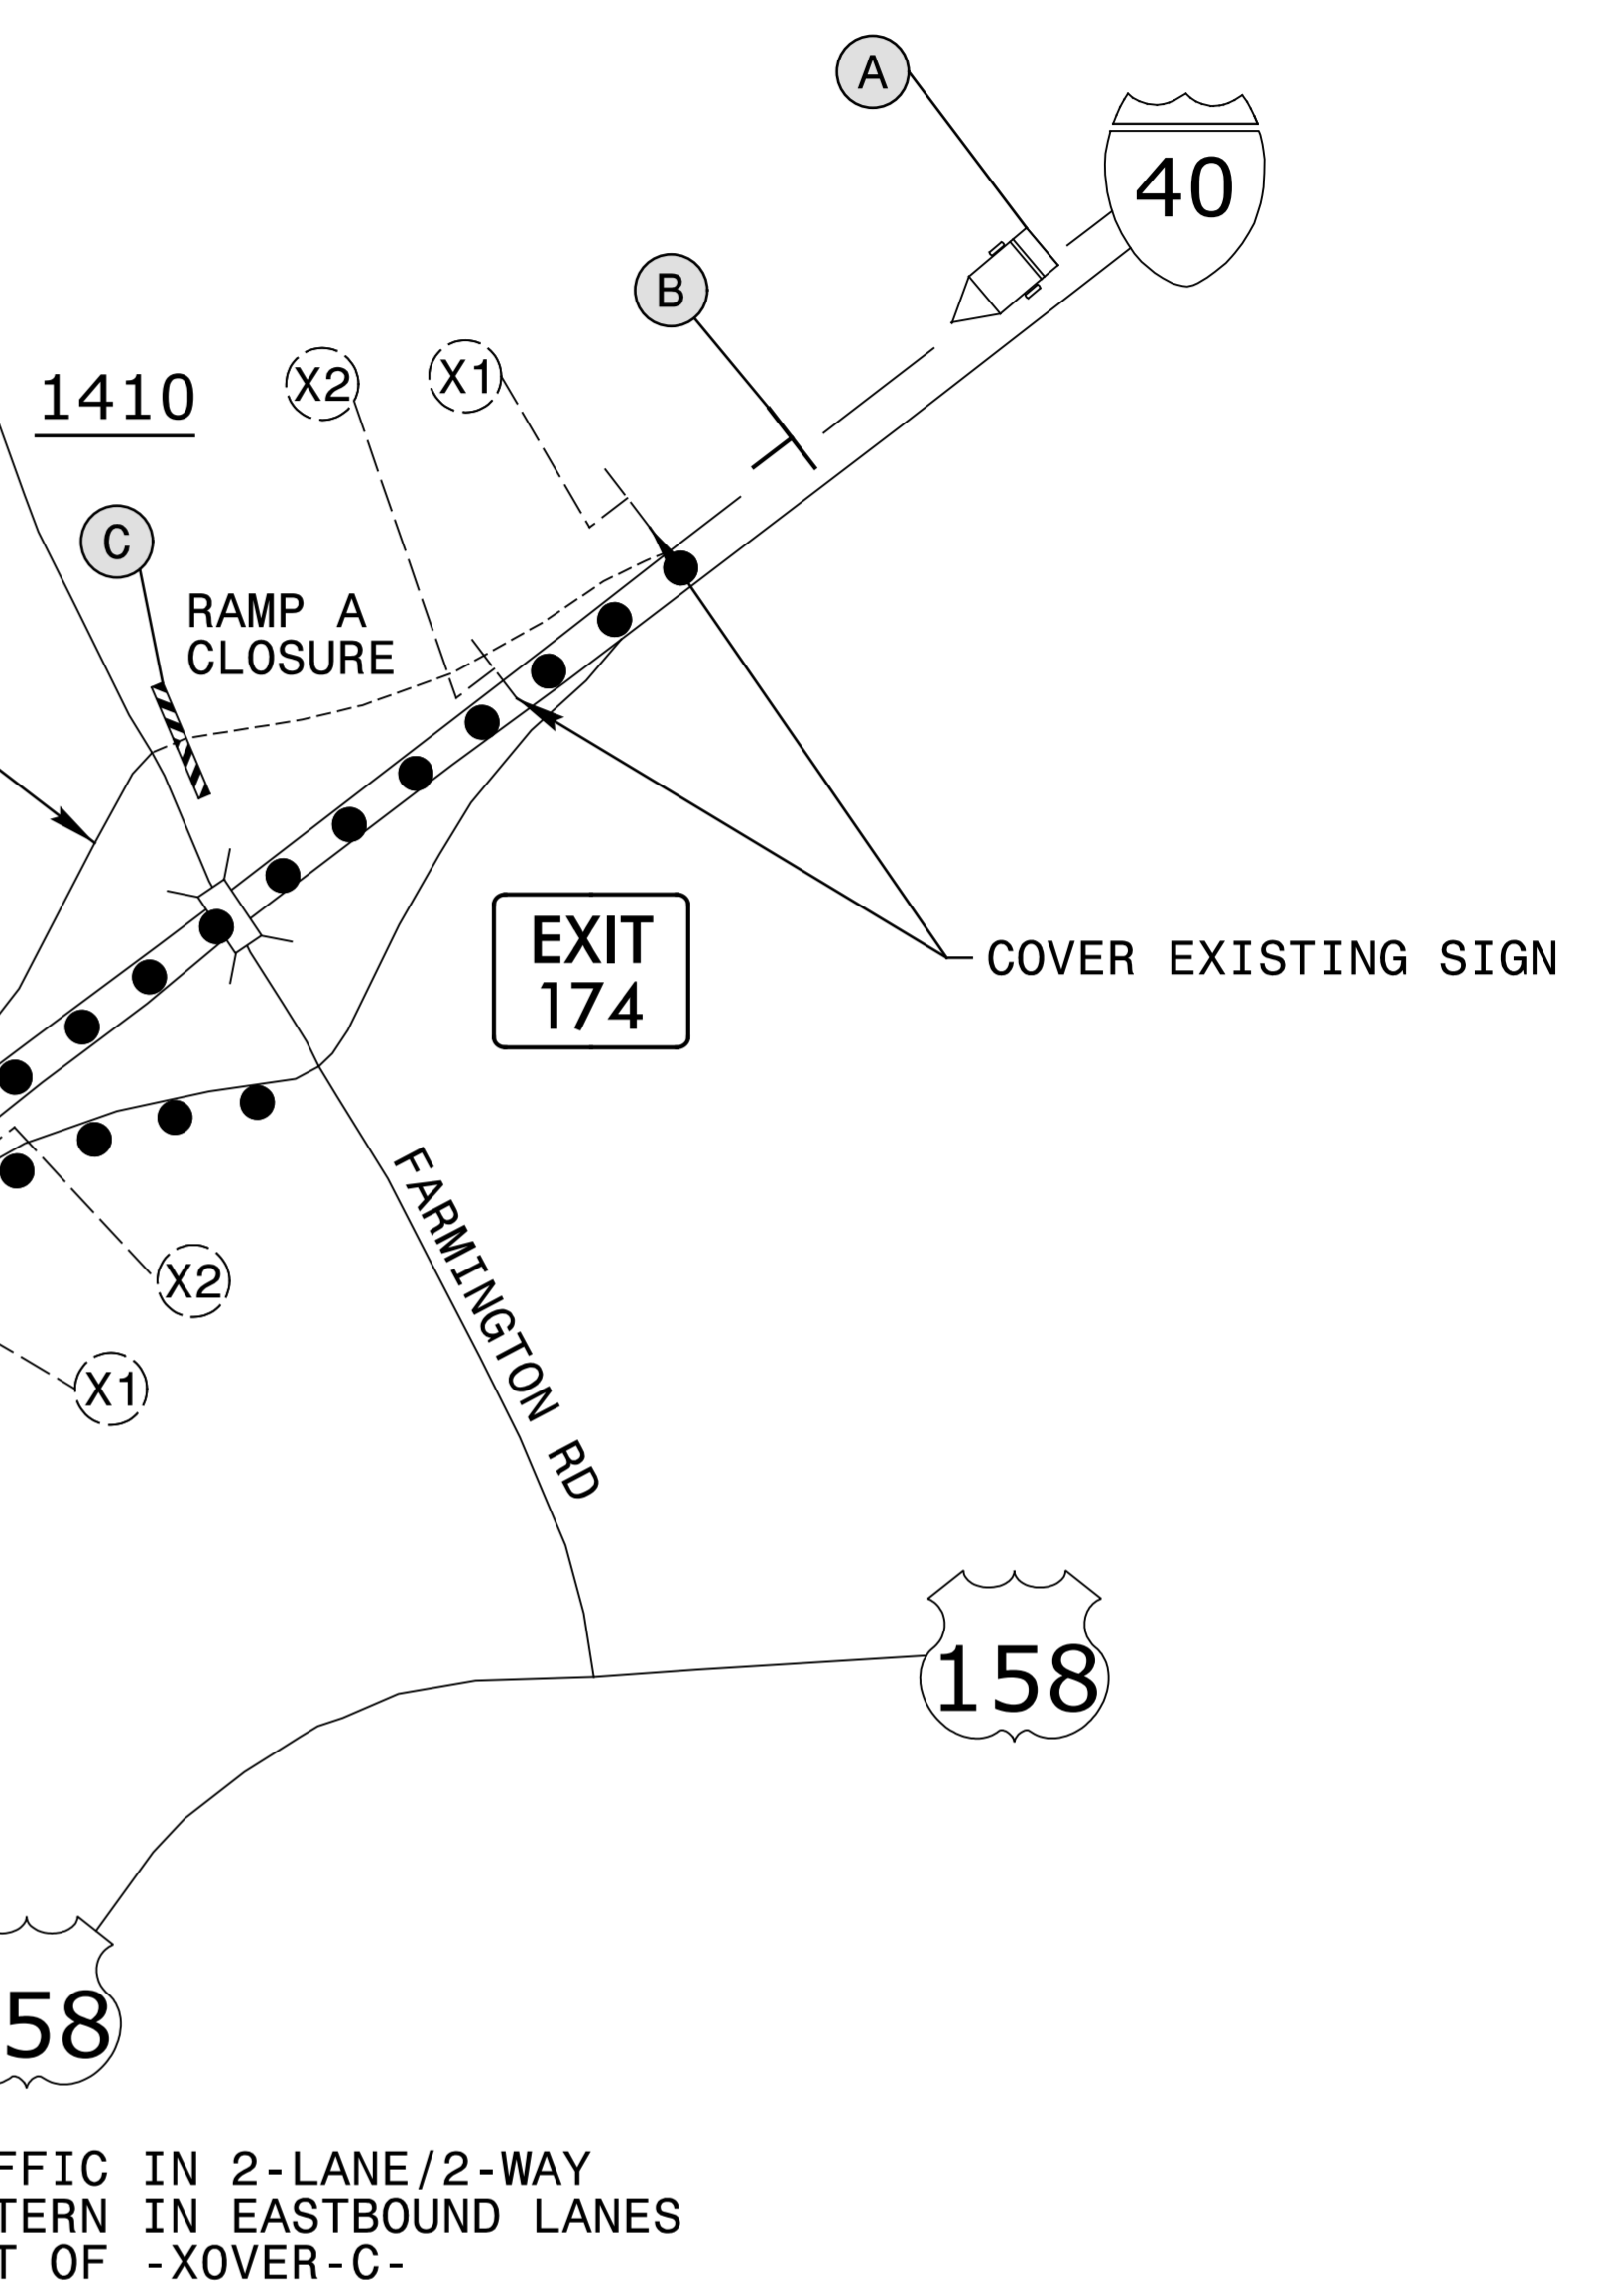 A
40
B
X2
X1
1410
C
RAMP A
CLOSURE
EXIT
174
COVER EXISTING SIGN
FARMINGTON RD
X2
X1
158
58
FFIC IN 2-LANE/2-WAY
TERN IN EASTBOUND LANES
T OF -XOVER-C-